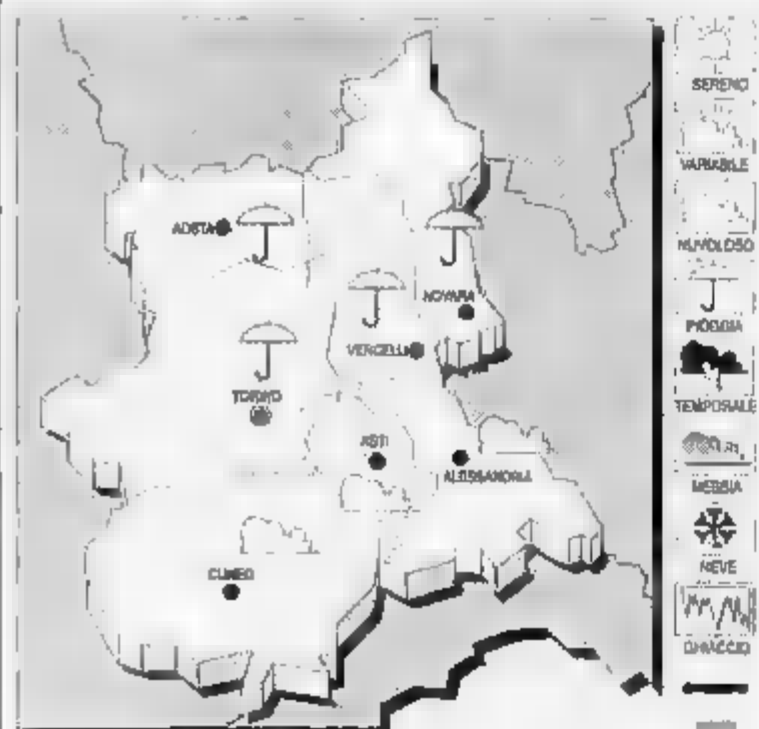 SERENO
VARIABILE
NUVOLOSO
AOSTA
NOVARA
PIOGGIA
VERCELLI
TORINO
TEMPORALE
ASTI
ALESSANDRIA
NEBBIA
NEVE
CUNEO
GHIACCIO